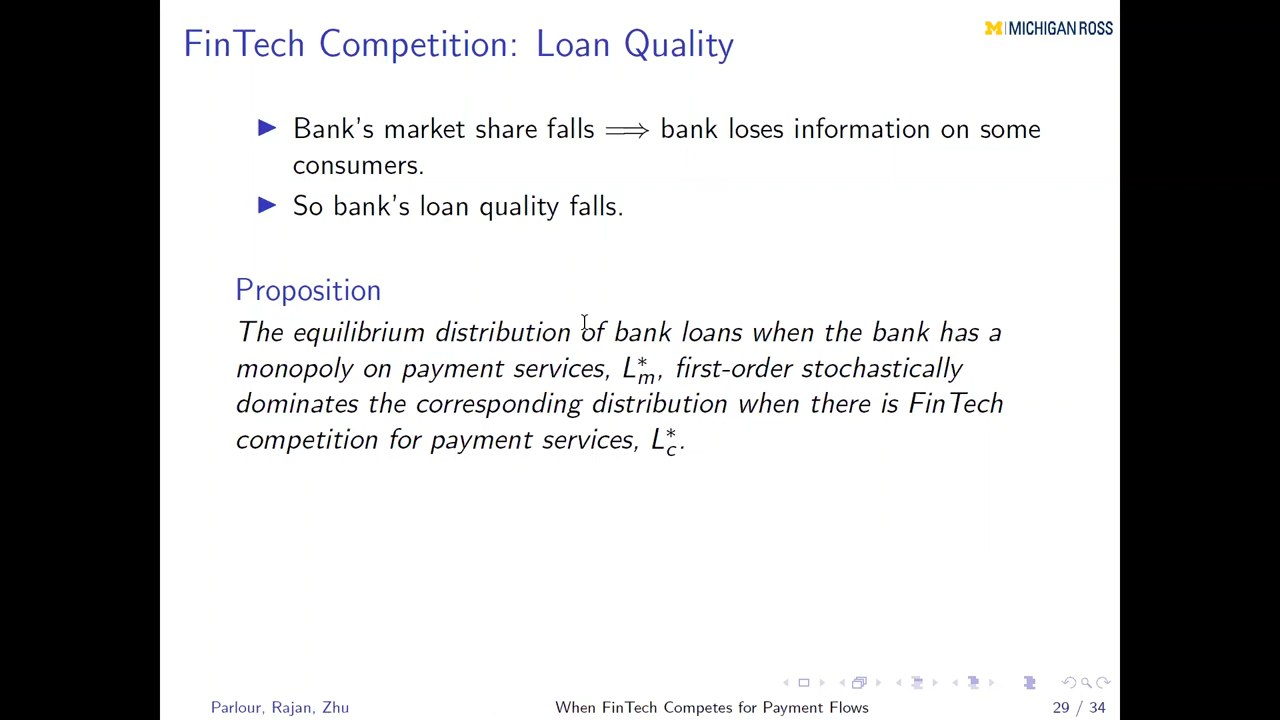 FinTech Competition: Loan Quality
M | MICHIGAN ROSS
Bank's market share falls ⟹ bank loses information on some
consumers.
So bank's loan quality falls.
Proposition
The equilibrium distribution of bank loans when the bank has a
monopoly on payment services, L*m, first-order stochastically
dominates the corresponding distribution when there is FinTech
competition for payment services, L*c.
Parlour, Rajan, Zhu
When FinTech Competes for Payment Flows
29 / 34